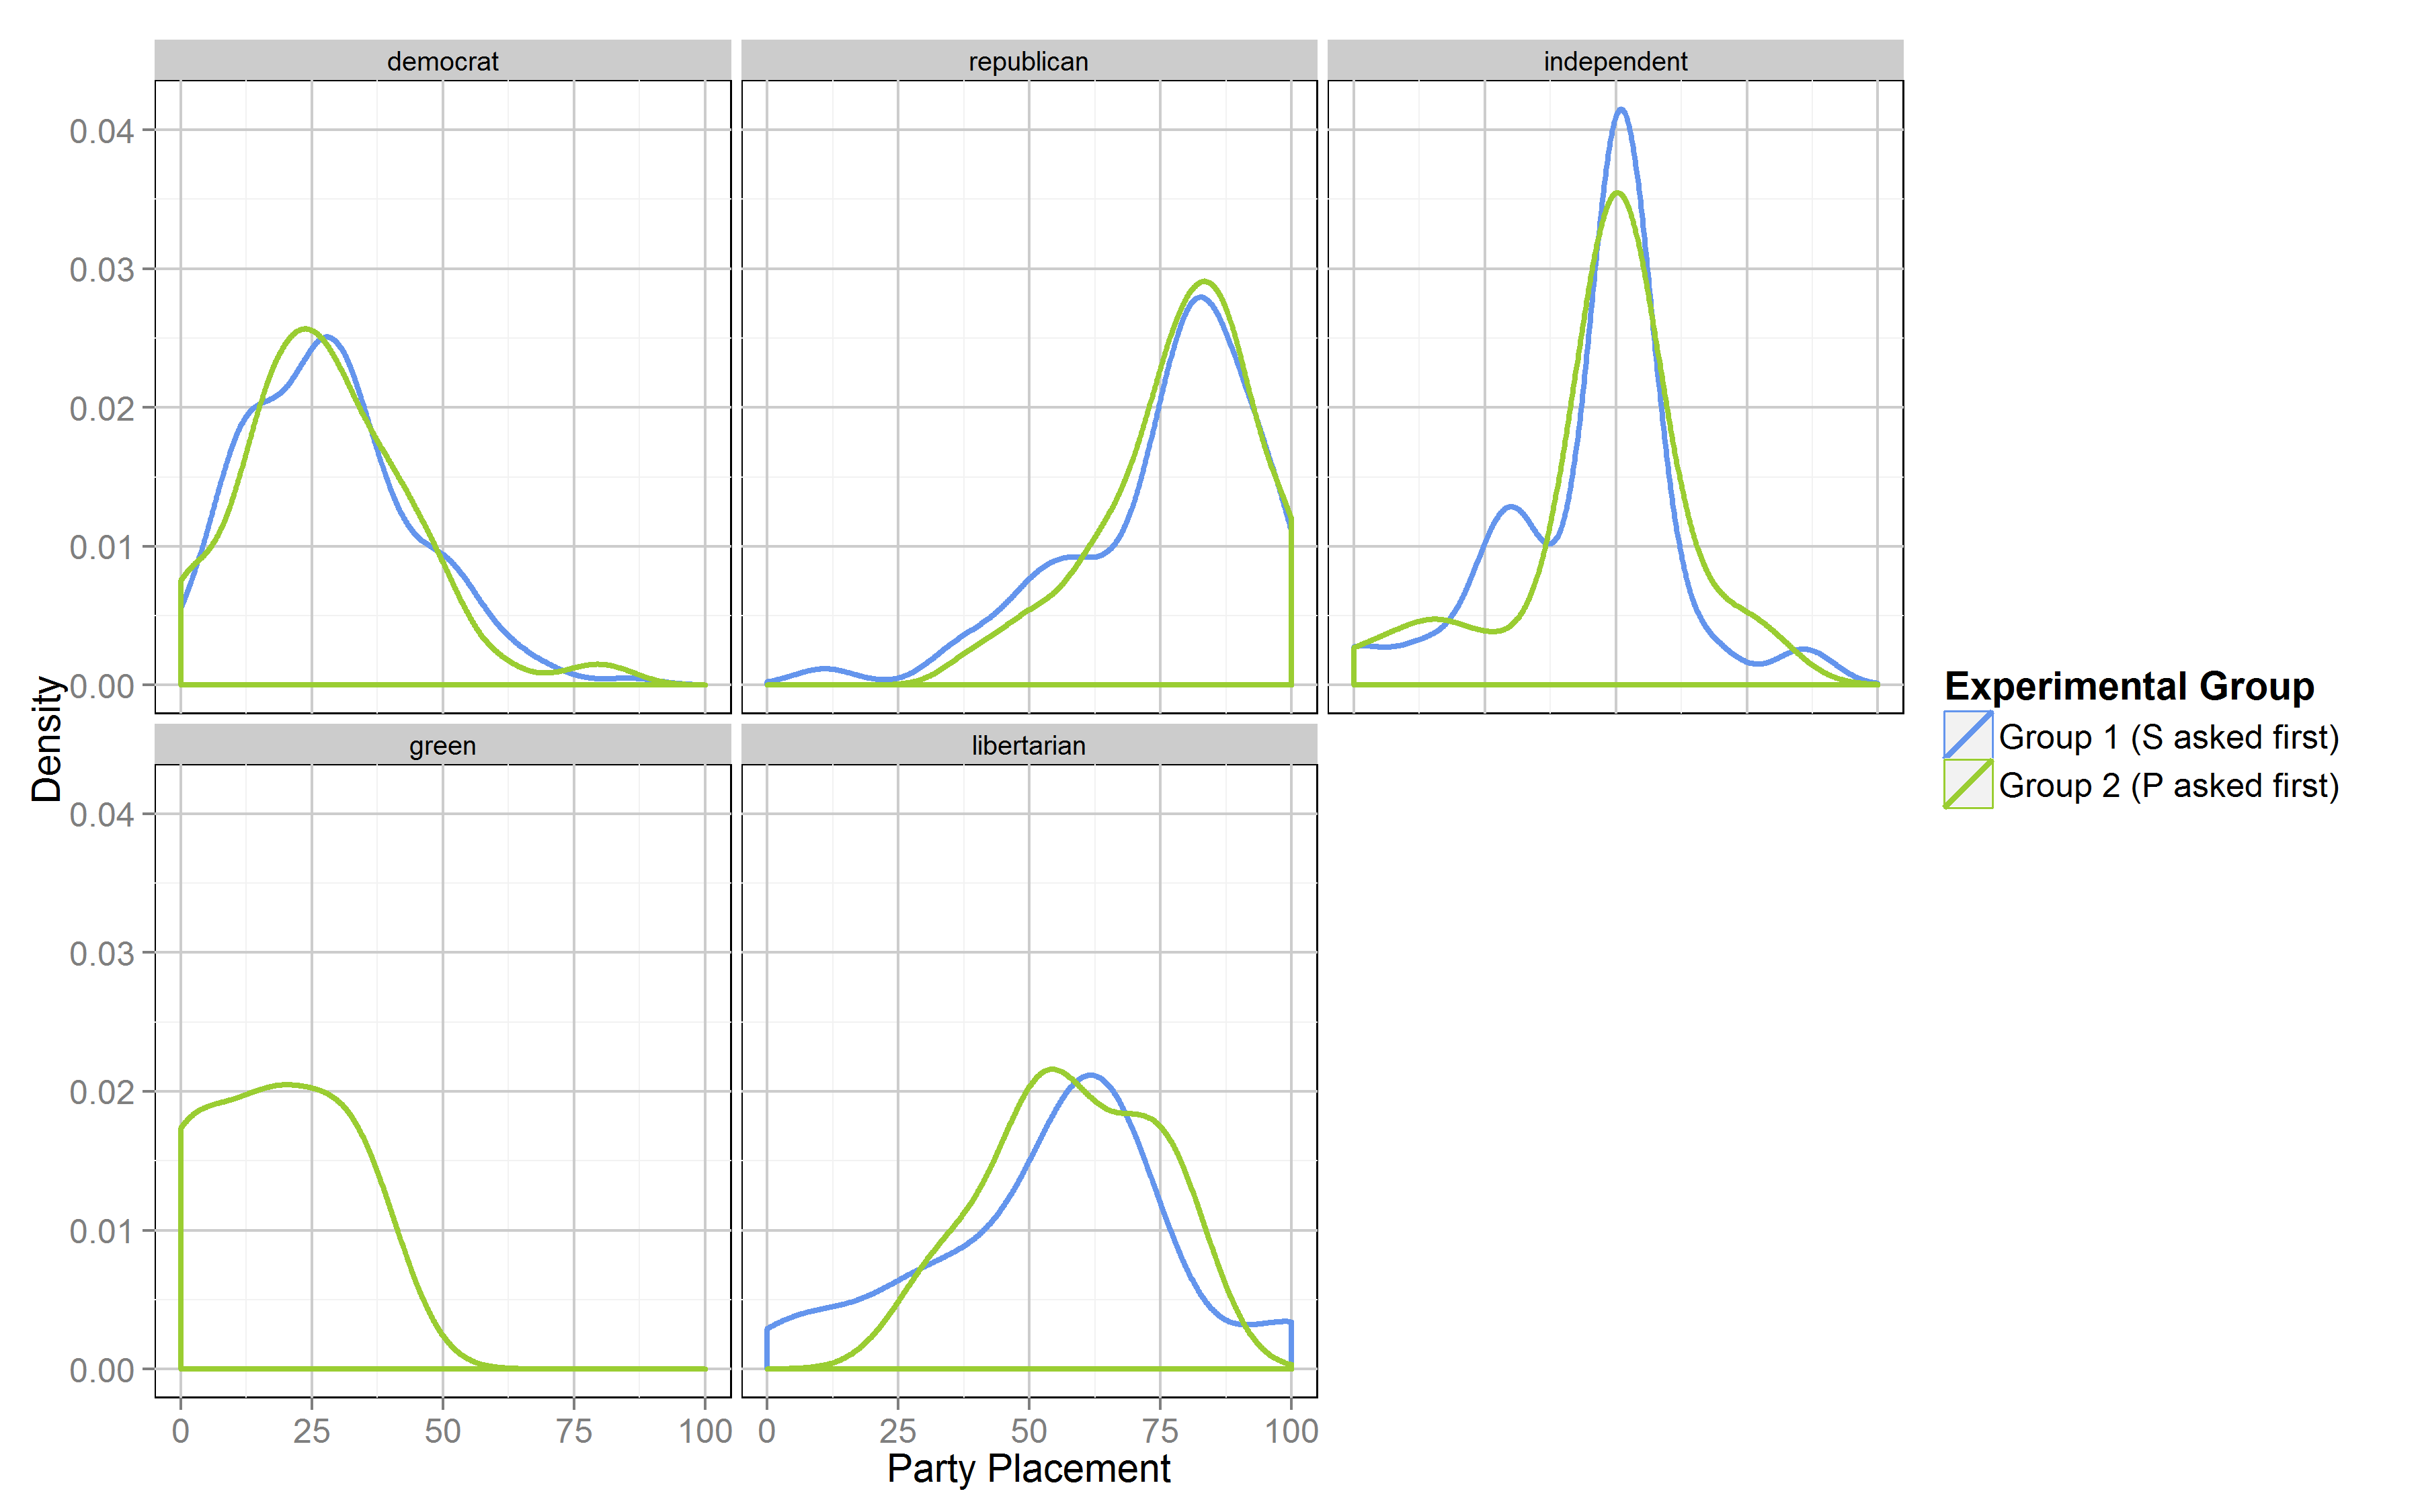 democrat
republican
independent
0.04
0.03
0.02
0.01
0.00
green
libertarian
0.04
0.03
0.02
0.01
0.00
0 25 50 75 100
0 25 50 75 100
Party Placement
Density
Experimental Group
Group 1 (S asked first)
Group 2 (P asked first)